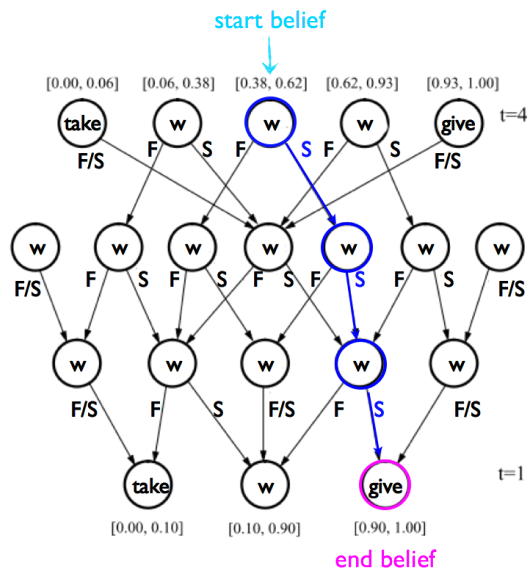 start belief
[0.00, 0.06] [0.06, 0.38] [0.38, 0.62] [0.62, 0.93] [0.93, 1.00]
take w w w give t=4
F/S F S F S F S F/S
w w w w w w w
F/S F S F S F S F S F S F/S
w w w w w
F/S F S F/S F S F/S
take w give t=1
[0.00, 0.10] [0.10, 0.90] [0.90, 1.00]
end belief